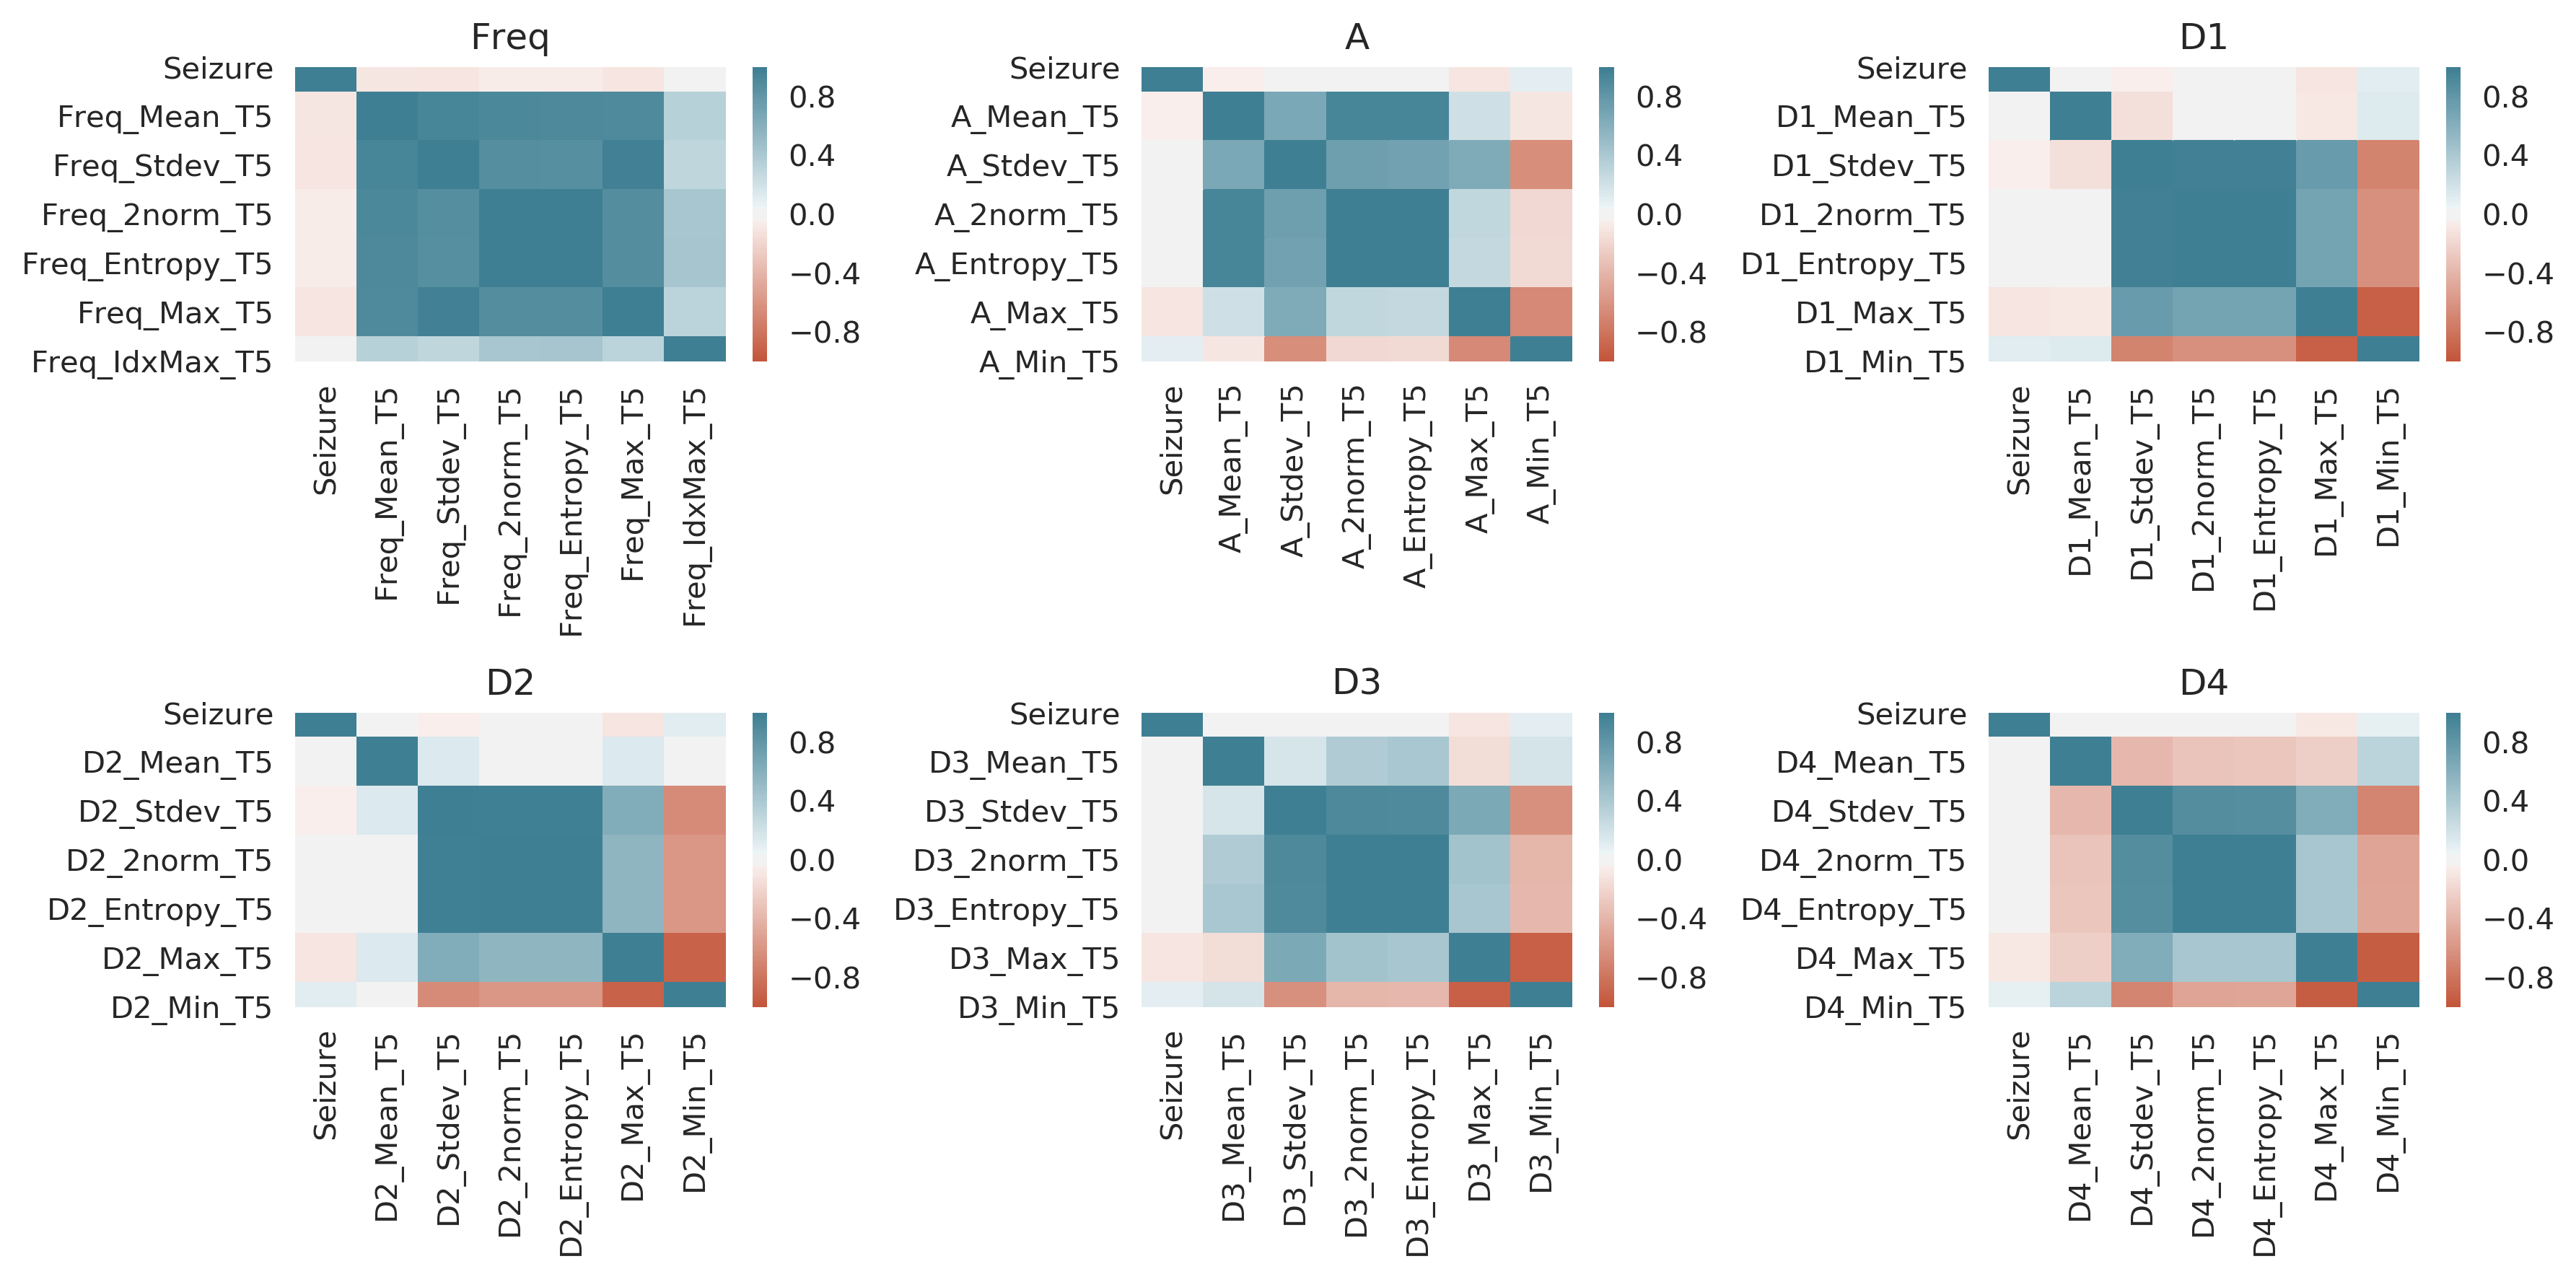 Freq
Seizure
Freq_Mean_T5
Freq_Stdev_T5
Freq_2norm_T5
Freq_Entropy_T5
Freq_Max_T5
Freq_IdxMax_T5
0.8
0.4
0.0
−0.4
−0.8
Seizure
Freq_Mean_T5
Freq_Stdev_T5
Freq_2norm_T5
Freq_Entropy_T5
Freq_Max_T5
Freq_IdxMax_T5
A
Seizure
A_Mean_T5
A_Stdev_T5
A_2norm_T5
A_Entropy_T5
A_Max_T5
A_Min_T5
0.8
0.4
0.0
−0.4
−0.8
Seizure
A_Mean_T5
A_Stdev_T5
A_2norm_T5
A_Entropy_T5
A_Max_T5
A_Min_T5
D1
Seizure
D1_Mean_T5
D1_Stdev_T5
D1_2norm_T5
D1_Entropy_T5
D1_Max_T5
D1_Min_T5
0.8
0.4
0.0
−0.4
−0.8
Seizure
D1_Mean_T5
D1_Stdev_T5
D1_2norm_T5
D1_Entropy_T5
D1_Max_T5
D1_Min_T5
D2
Seizure
D2_Mean_T5
D2_Stdev_T5
D2_2norm_T5
D2_Entropy_T5
D2_Max_T5
D2_Min_T5
0.8
0.4
0.0
−0.4
−0.8
Seizure
D2_Mean_T5
D2_Stdev_T5
D2_2norm_T5
D2_Entropy_T5
D2_Max_T5
D2_Min_T5
D3
Seizure
D3_Mean_T5
D3_Stdev_T5
D3_2norm_T5
D3_Entropy_T5
D3_Max_T5
D3_Min_T5
0.8
0.4
0.0
−0.4
−0.8
Seizure
D3_Mean_T5
D3_Stdev_T5
D3_2norm_T5
D3_Entropy_T5
D3_Max_T5
D3_Min_T5
D4
Seizure
D4_Mean_T5
D4_Stdev_T5
D4_2norm_T5
D4_Entropy_T5
D4_Max_T5
D4_Min_T5
0.8
0.4
0.0
−0.4
−0.8
Seizure
D4_Mean_T5
D4_Stdev_T5
D4_2norm_T5
D4_Entropy_T5
D4_Max_T5
D4_Min_T5